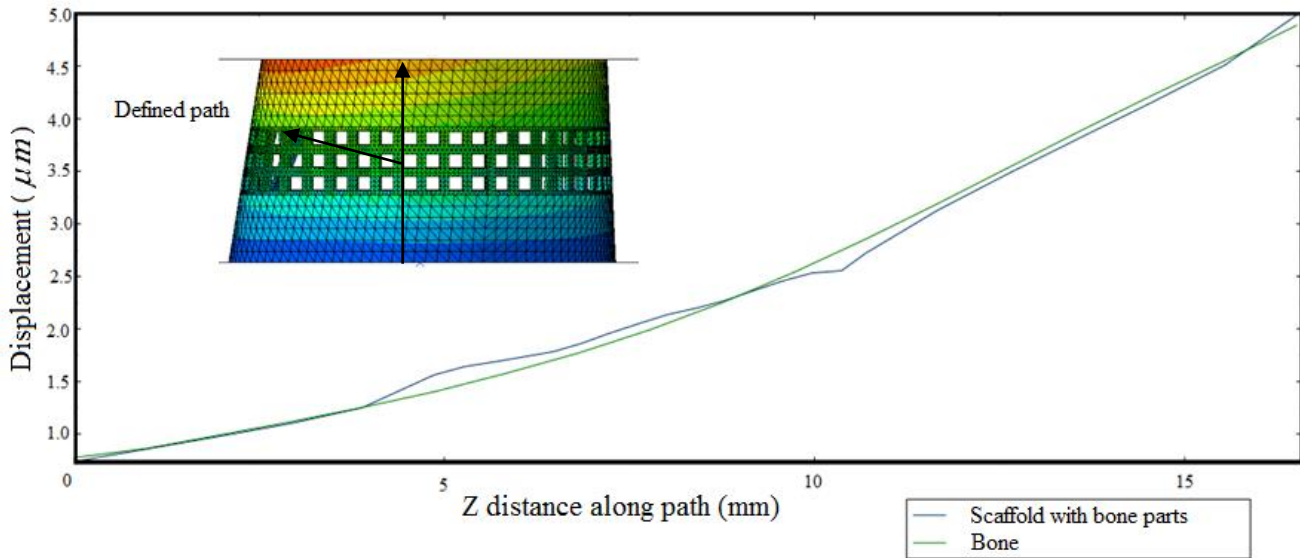 5.0
4.5
4.0
3.5
3.0
2.5
2.0
1.5
1.0
Displacement ( μm )
Defined path
0
5
10
15
Z distance along path (mm)
Scaffold with bone parts
Bone